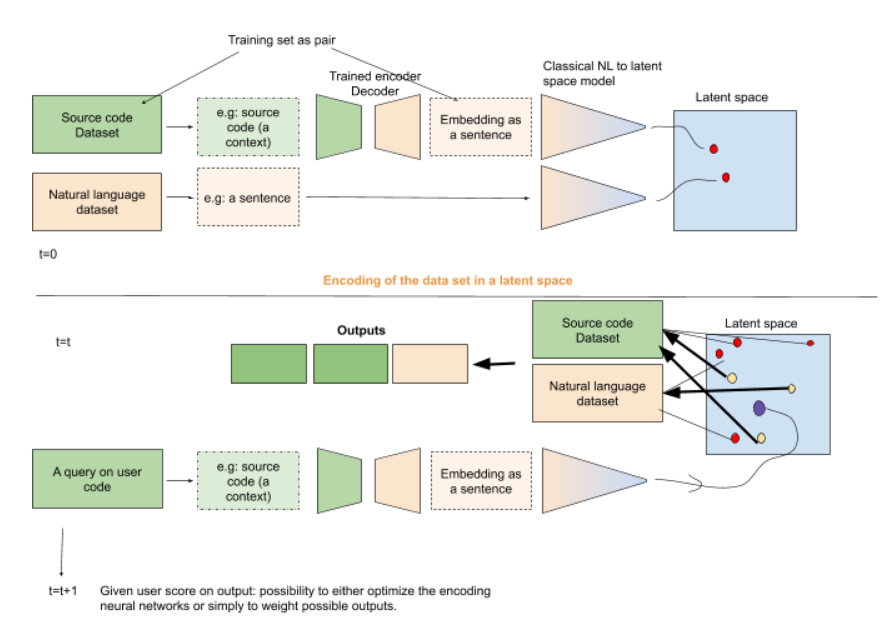 Training set as pair
Classical NL to latent
space model
Trained encoder
Decoder
Latent space
Source code
Dataset
e.g: source
code (a
context)
Embedding as
a sentence
Natural language
dataset
e.g: a sentence
t=0
Encoding of the data set in a latent space
t=t
Outputs
Source code
Dataset
Latent space
Natural language
dataset
A query on user
code
e.g: source
code (a
context)
Embedding as
a sentence
t=t+1
Given user score on output: possibility to either optimize the encoding
neural networks or simply to weight possible outputs.